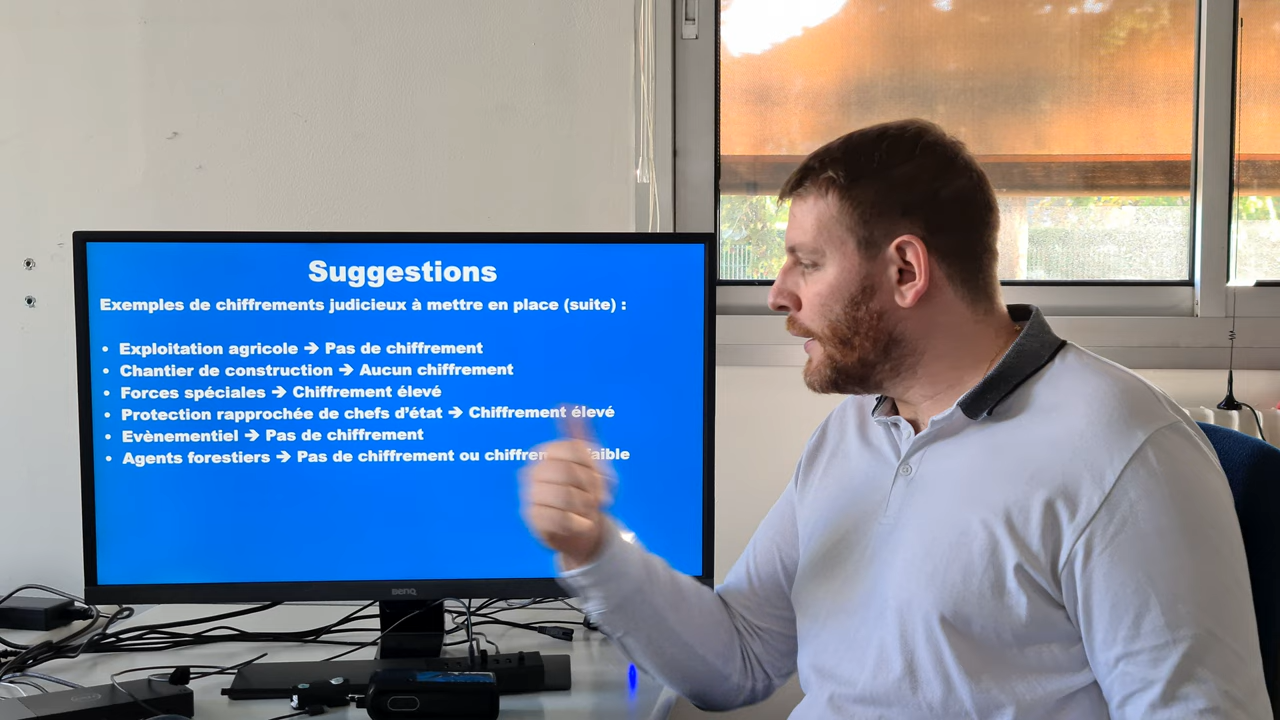 Suggestions
Exemples de chiffrements judicieux à mettre en place (suite) :
• Exploitation agricole → Pas de chiffrement
• Chantier de construction → Aucun chiffrement
• Forces spéciales → Chiffrement élevé
• Protection rapprochée de chefs d'état → Chiffrement élevé
• Evènementiel → Pas de chiffrement
• Agents forestiers → Pas de chiffrement ou faible
BenQ